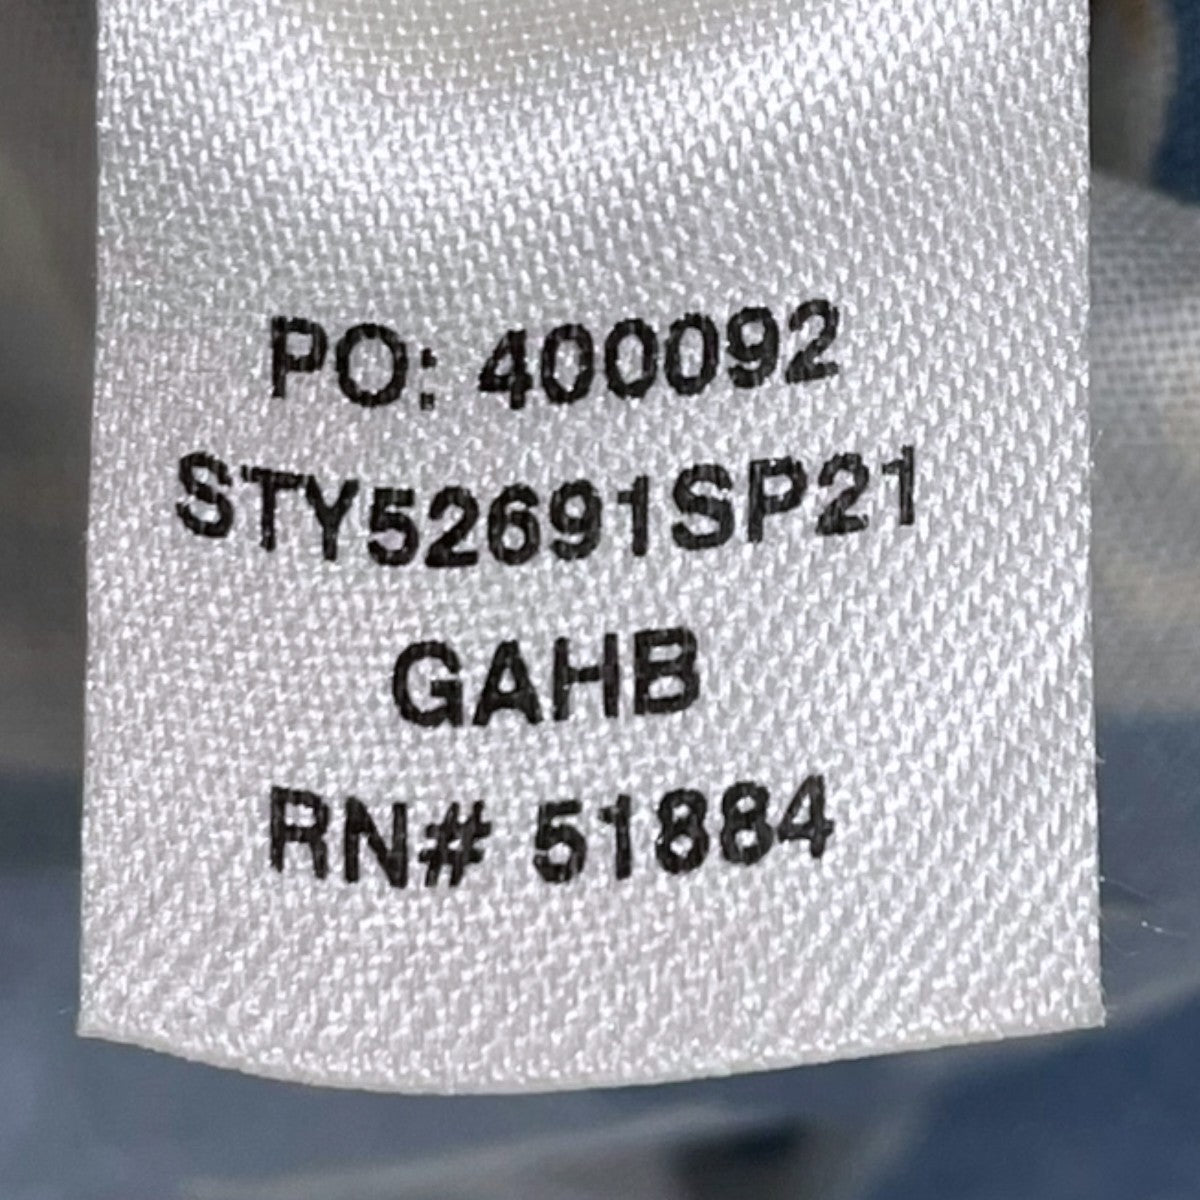 PO: 400092
STY52691SP21
GAHB
RN# 51884